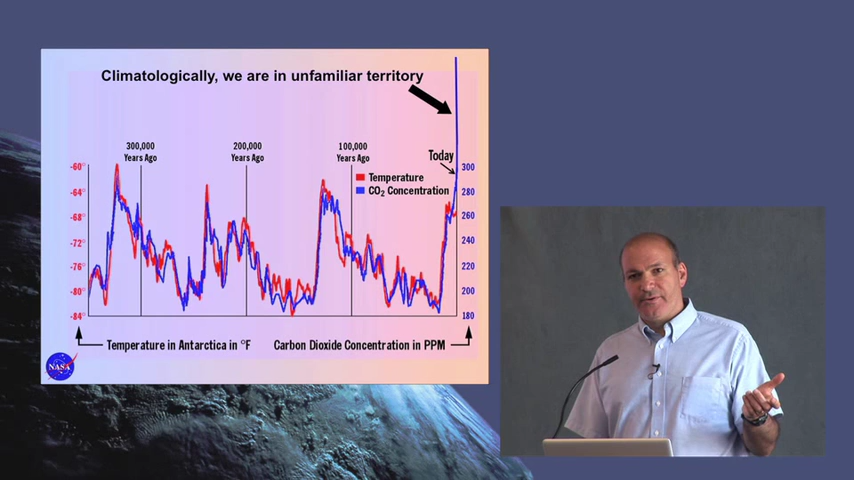 Climatologically, we are in unfamiliar territory
300,000
Years Ago
200,000
Years Ago
100,000
Years Ago
Today
Temperature
CO₂ Concentration
-60°
-64°
-68°
-72°
-76°
-80°
-84°
300
280
260
240
220
200
180
Temperature in Antarctica in °F
Carbon Dioxide Concentration in PPM
NASA